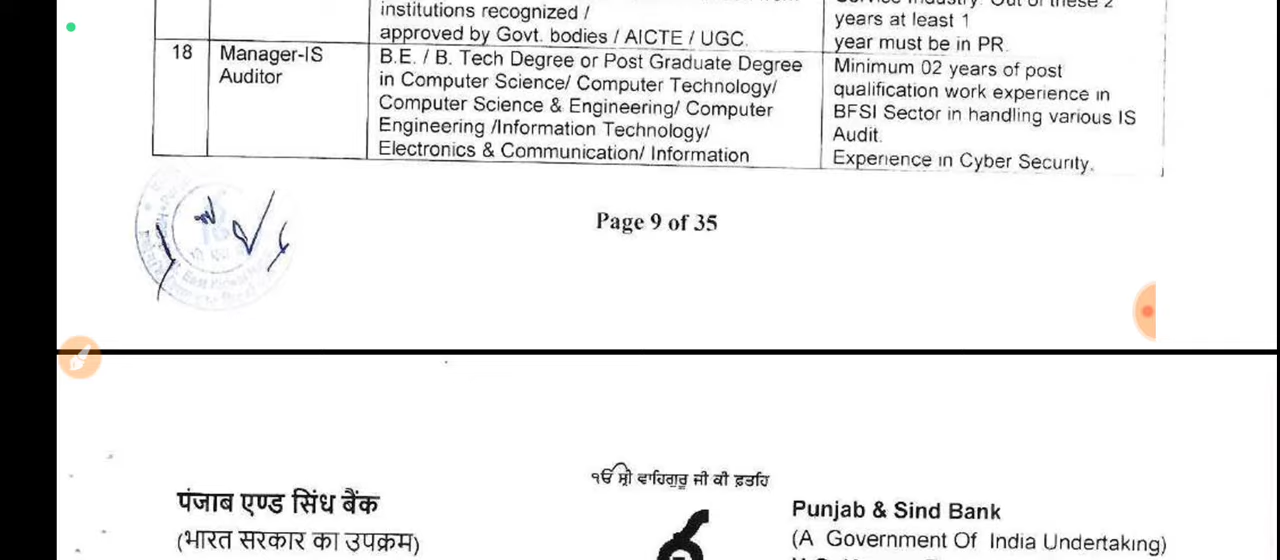 institutions recognized /
approved by Govt. bodies / AICTE / UGC.
years at least 1
year must be in PR.
18
Manager-IS
Auditor
B.E. / B. Tech Degree or Post Graduate Degree
in Computer Science/ Computer Technology/
Computer Science & Engineering/ Computer
Engineering /Information Technology/
Electronics & Communication/ Information
Minimum 02 years of post
qualification work experience in
BFSI Sector in handling various IS
Audit.
Experience in Cyber Security.
Page 9 of 35
ੴ ਸ਼੍ਰੀ ਵਾਹਿਗੁਰੂ ਜੀ ਕੀ ਫ਼ਤਹਿ
पंजाब एण्ड सिंध बैंक
(भारत सरकार का उपक्रम)
Punjab & Sind Bank
(A Government Of India Undertaking)